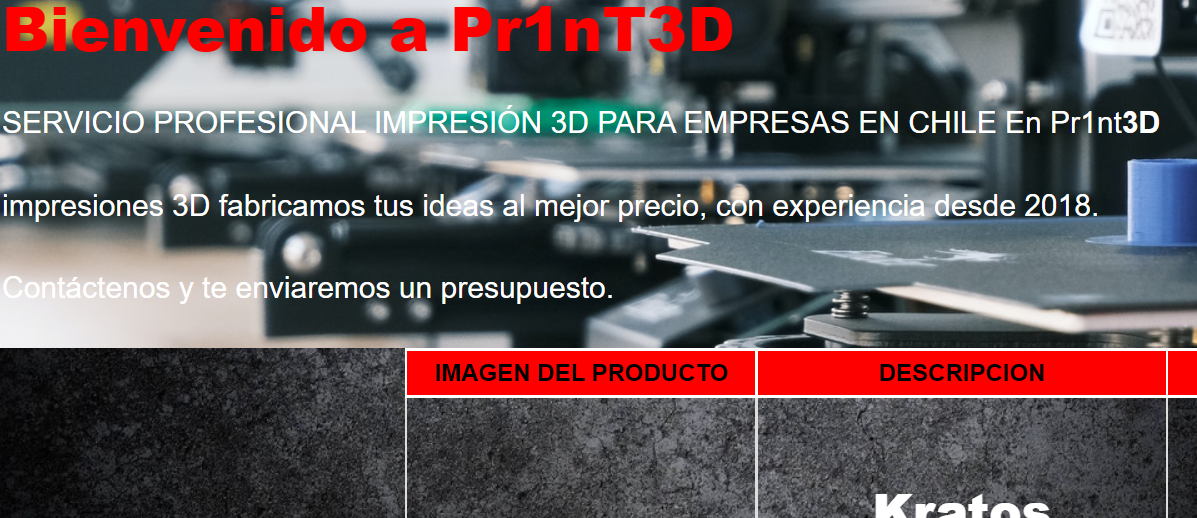 Bienvenido a Pr1nT3D
SERVICIO PROFESIONAL IMPRESIÓN 3D PARA EMPRESAS EN CHILE En Pr1nt3D
impresiones 3D fabricamos tus ideas al mejor precio, con experiencia desde 2018.
Contáctenos y te enviaremos un presupuesto.
IMAGEN DEL PRODUCTO DESCRIPCION
Kratos